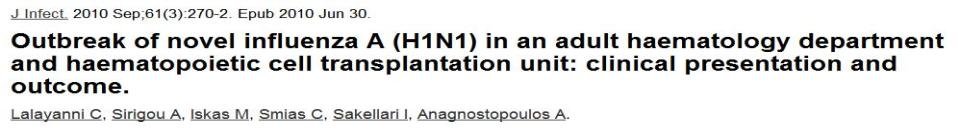 J Infect. 2010 Sep;61(3):270-2. Epub 2010 Jun 30.
Outbreak of novel influenza A (H1N1) in an adult haematology department
and haematopoietic cell transplantation unit: clinical presentation and
outcome.
Lalayanni C, Sirigou A, Iskas M, Smias C, Sakellari I, Anagnostopoulos A.